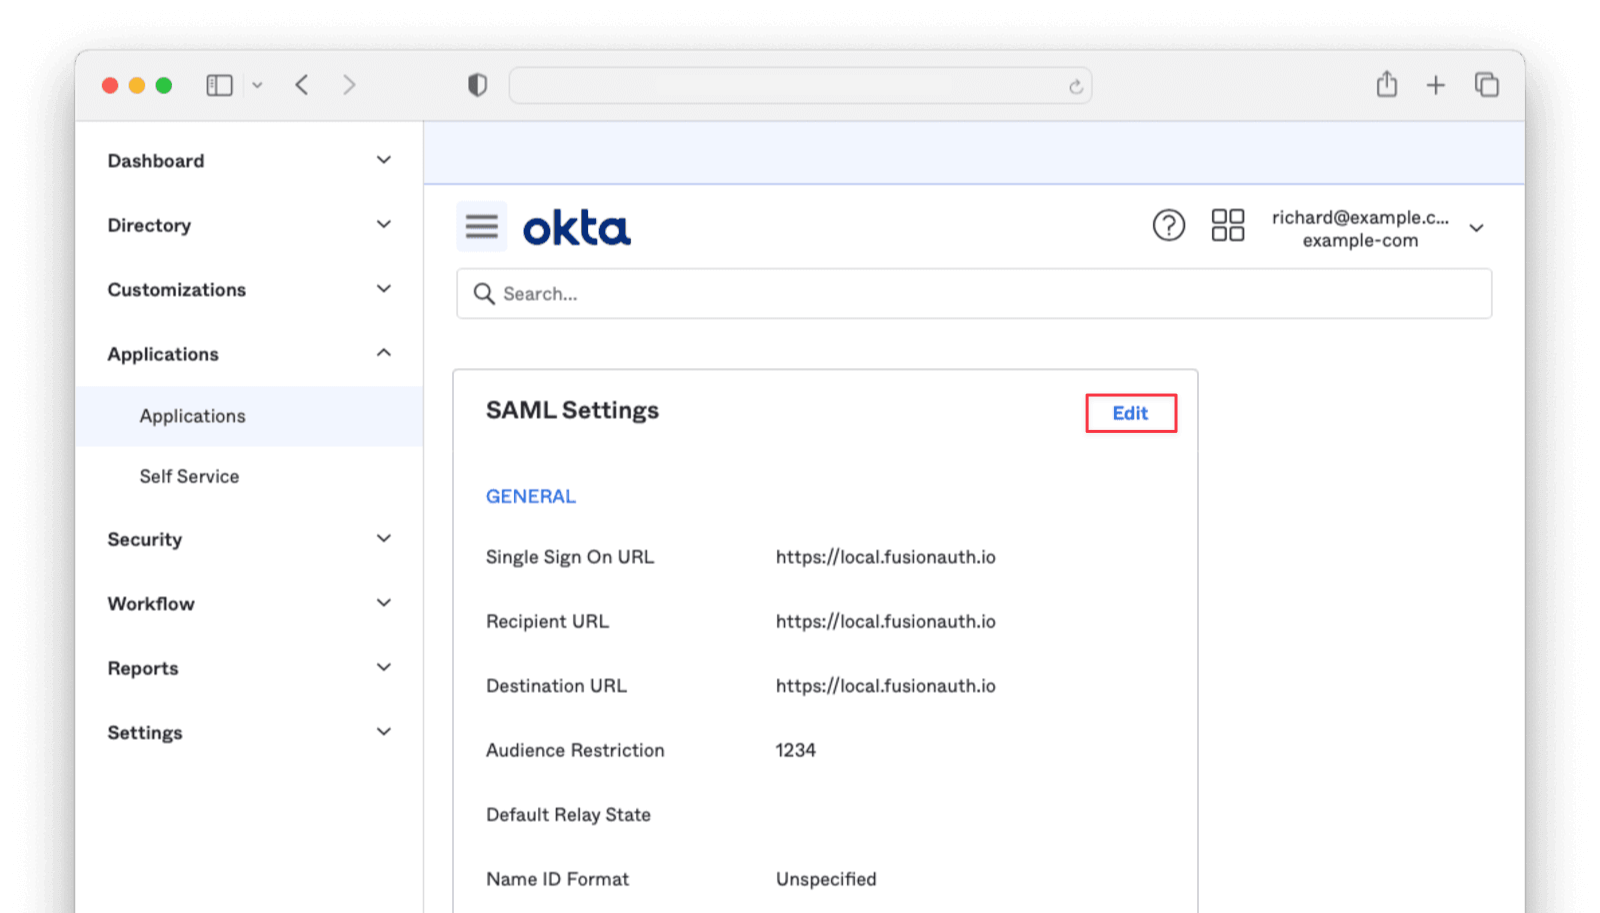 Dashboard
Directory
Customizations
Applications
Applications
Self Service
Security
Workflow
Reports
Settings
okta
richard@example.c...
example-com
Search...
SAML Settings
Edit
GENERAL
Single Sign On URL https://local.fusionauth.io
Recipient URL https://local.fusionauth.io
Destination URL https://local.fusionauth.io
Audience Restriction 1234
Default Relay State
Name ID Format Unspecified